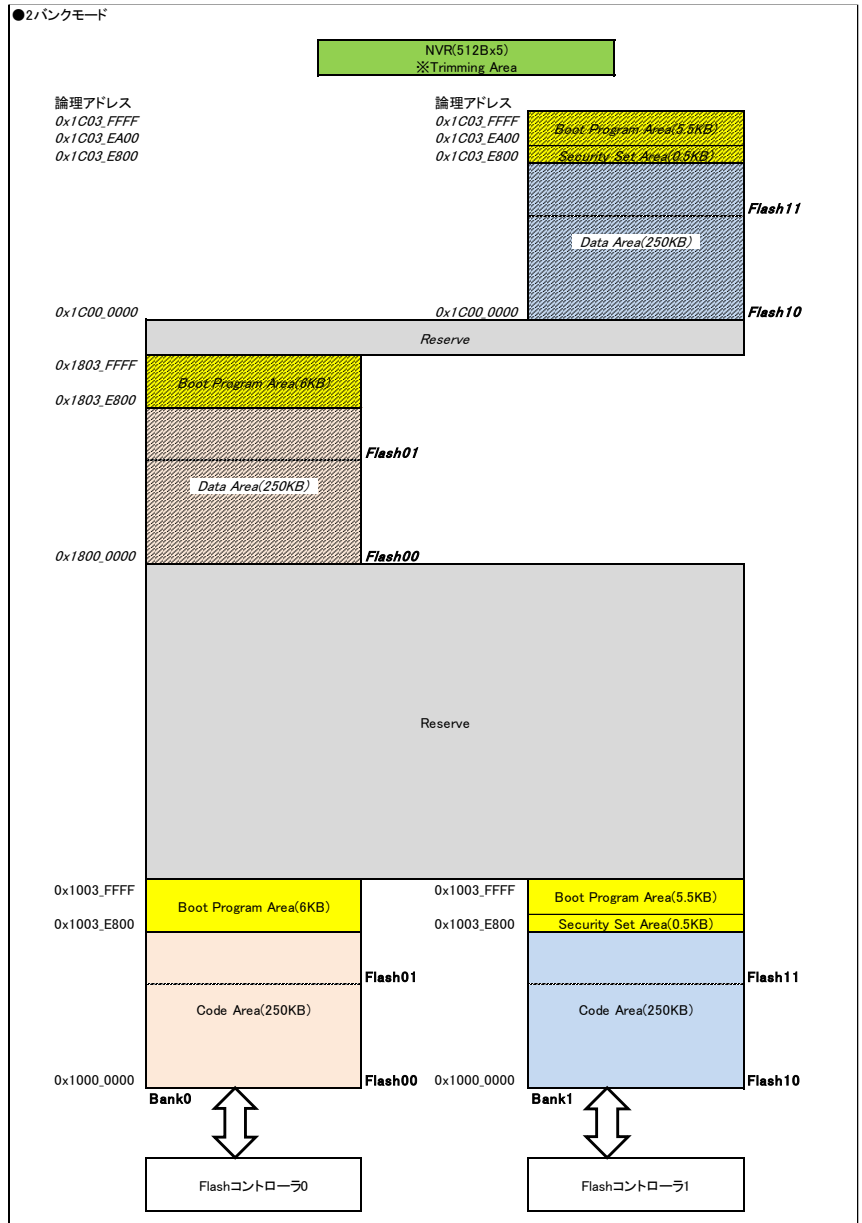 ●2バンクモード
NVR(512Bx5)
※Trimming Area
論理アドレス
0x1C03_FFFF
0x1C03_EA00
0x1C03_E800
論理アドレス
0x1C03_FFFF
0x1C03_EA00
0x1C03_E800
Boot Program Area(5.5KB)
Security Set Area(0.5KB)
Flash11
Data Area(250KB)
0x1C00_0000
0x1C00_0000
Flash10
Reserve
0x1803_FFFF
Boot Program Area(6KB)
0x1803_E800
Flash01
Data Area(250KB)
0x1800_0000
Flash00
Reserve
0x1003_FFFF
Boot Program Area(6KB)
0x1003_E800
0x1003_FFFF
Boot Program Area(5.5KB)
0x1003_E800
Security Set Area(0.5KB)
Flash01
Flash11
Code Area(250KB)
Code Area(250KB)
0x1000_0000
Flash00
0x1000_0000
Flash10
Bank0
Bank1
Flashコントローラ0
Flashコントローラ1